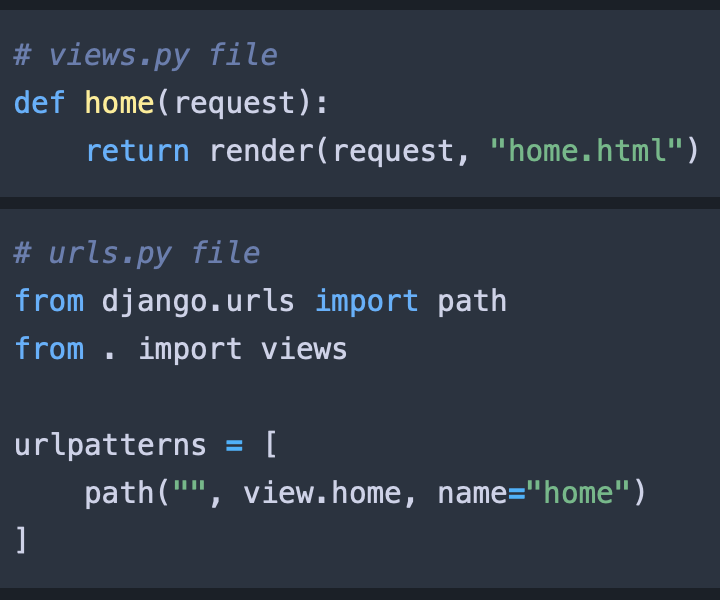 # views.py file
def home(request):
    return render(request, "home.html")
# urls.py file
from django.urls import path
from . import views
urlpatterns = [
    path("", view.home, name="home")
]